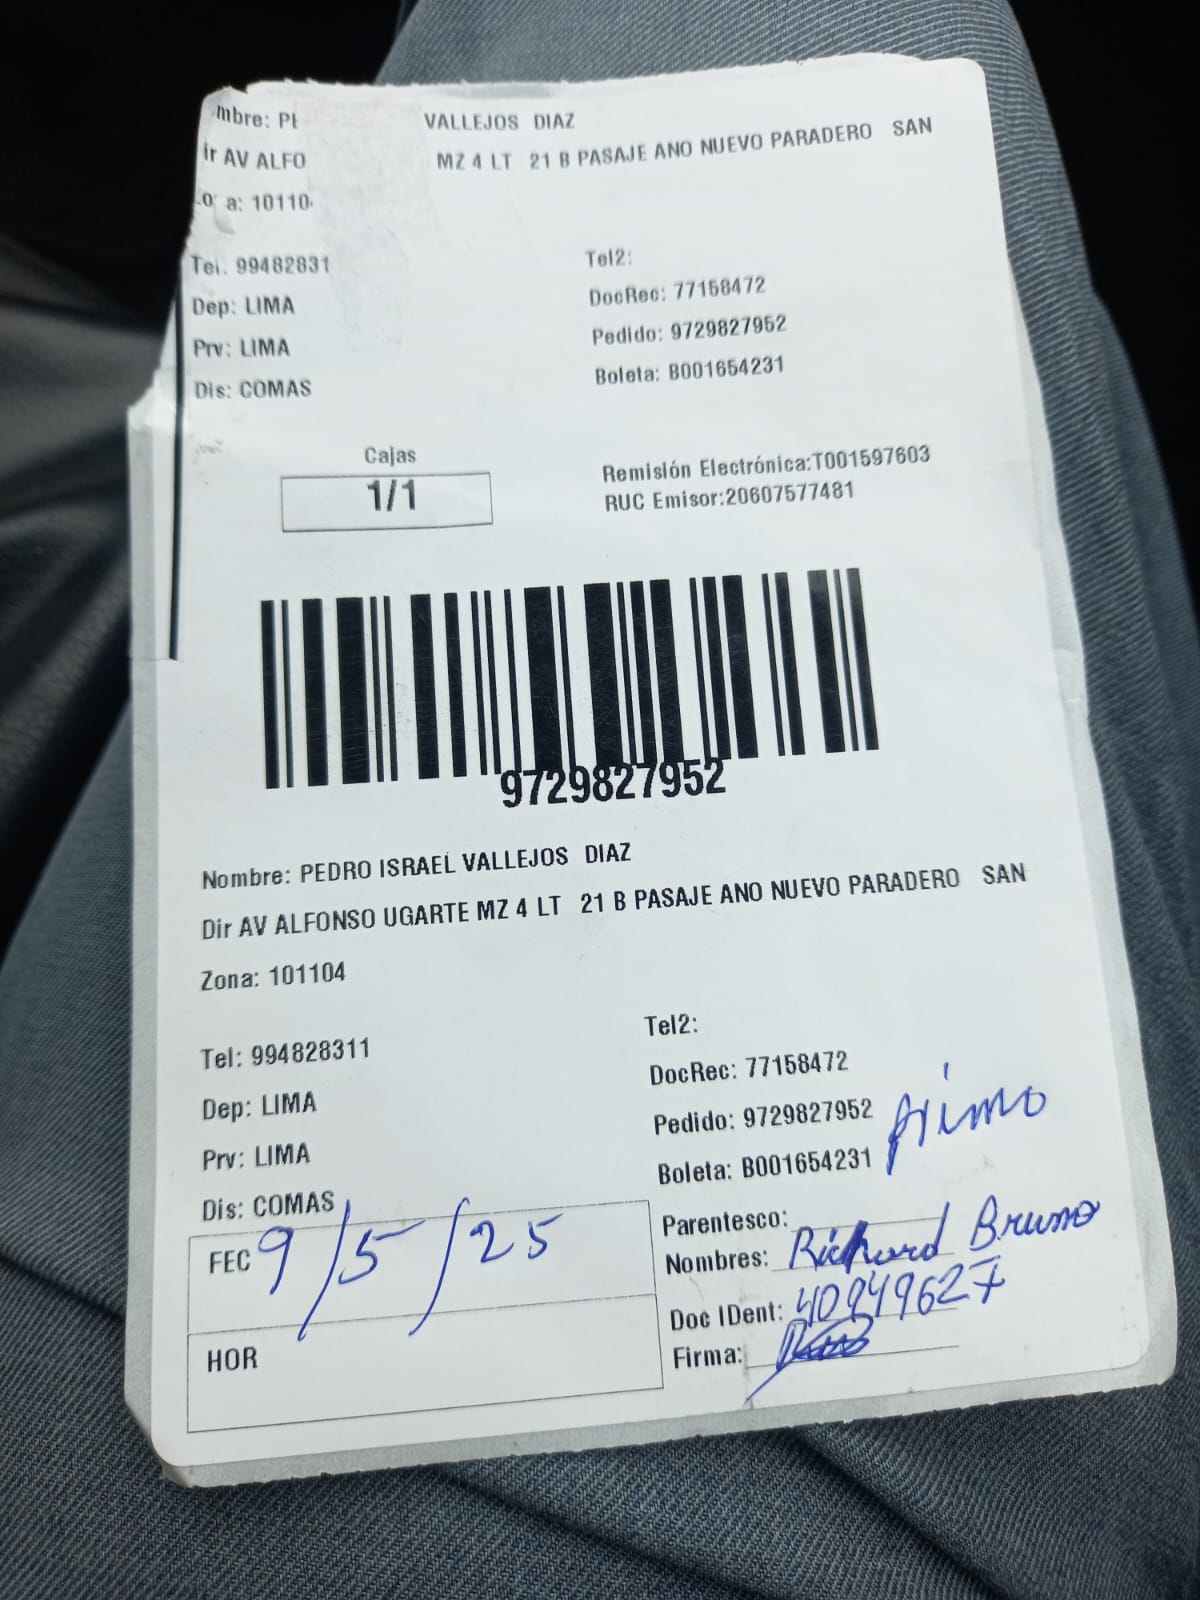 mbre: PE VALLEJOS DIAZ
ir AV ALFO MZ 4 LT 21 B PASAJE ANO NUEVO PARADERO SAN
a: 10110
Tel. 99482831
Tel2:
Dep: LIMA
DocRec: 77158472
Prv: LIMA
Pedido: 9729827952
Dis: COMAS
Boleta: B001654231
Cajas
1/1
Remisión Electrónica:T001597603
RUC Emisor:20607577481
9729827952
Nombre: PEDRO ISRAEL VALLEJOS DIAZ
Dir AV ALFONSO UGARTE MZ 4 LT 21 B PASAJE ANO NUEVO PARADERO SAN
Zona: 101104
Tel: 994828311
Tel2:
Dep: LIMA
DocRec: 77158472
Prv: LIMA
Pedido: 9729827952
Dis: COMAS
Boleta: B001654231
FEC 9/5/25
Parentesco:
Nombres: Richard Bruno
Doc IDent: 40949627
HOR
Firma: